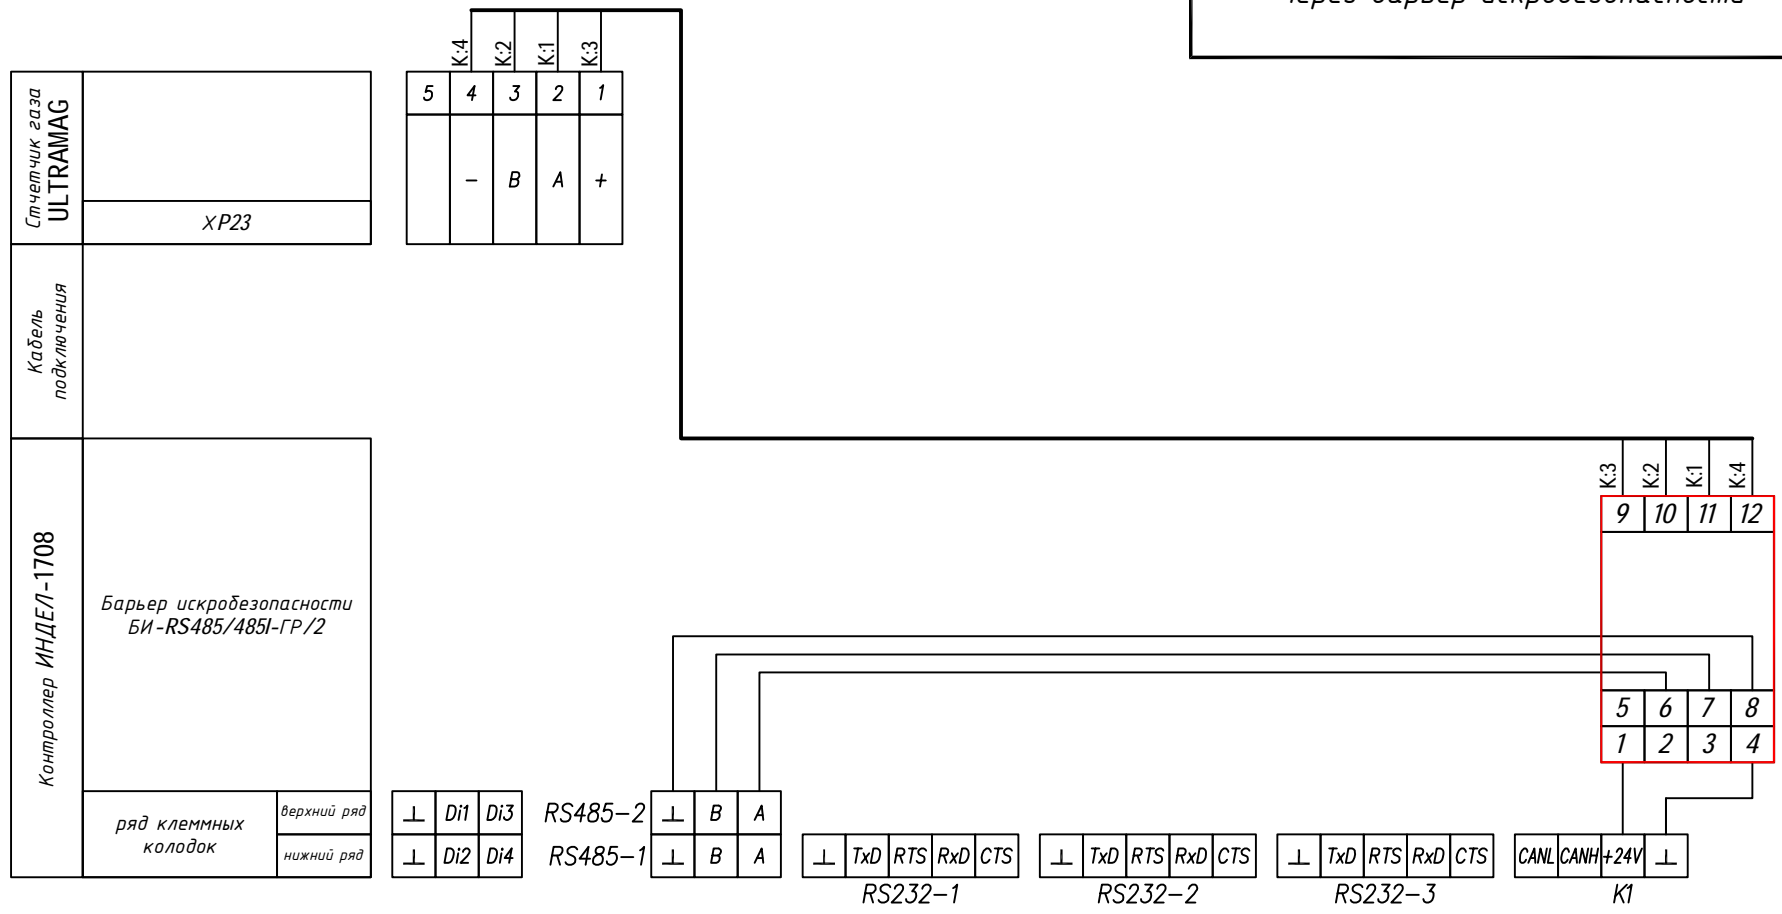 через барьер искробезопасности
К:4 К:2 К:1 К:3
Стчетчик газа
ULTRAMAG
5 4 3 2 1
- B A +
ХР23
Кабель
подключения
К:3 К:2 К:1 К:4
9 10 11 12
Контроллер ИНДЕЛ-1708
Барьер искробезопасности
БИ-RS485/485I-ГР/2
5 6 7 8
1 2 3 4
ряд клеммных
колодок
верхний ряд
нижний ряд
⊥ Di1 Di3 RS485-2 ⊥ B A
⊥ Di2 Di4 RS485-1 ⊥ B A ⊥ TxD RTS RxD CTS ⊥ TxD RTS RxD CTS ⊥ TxD RTS RxD CTS CANL CANH +24V ⊥
RS232-1 RS232-2 RS232-3 К1